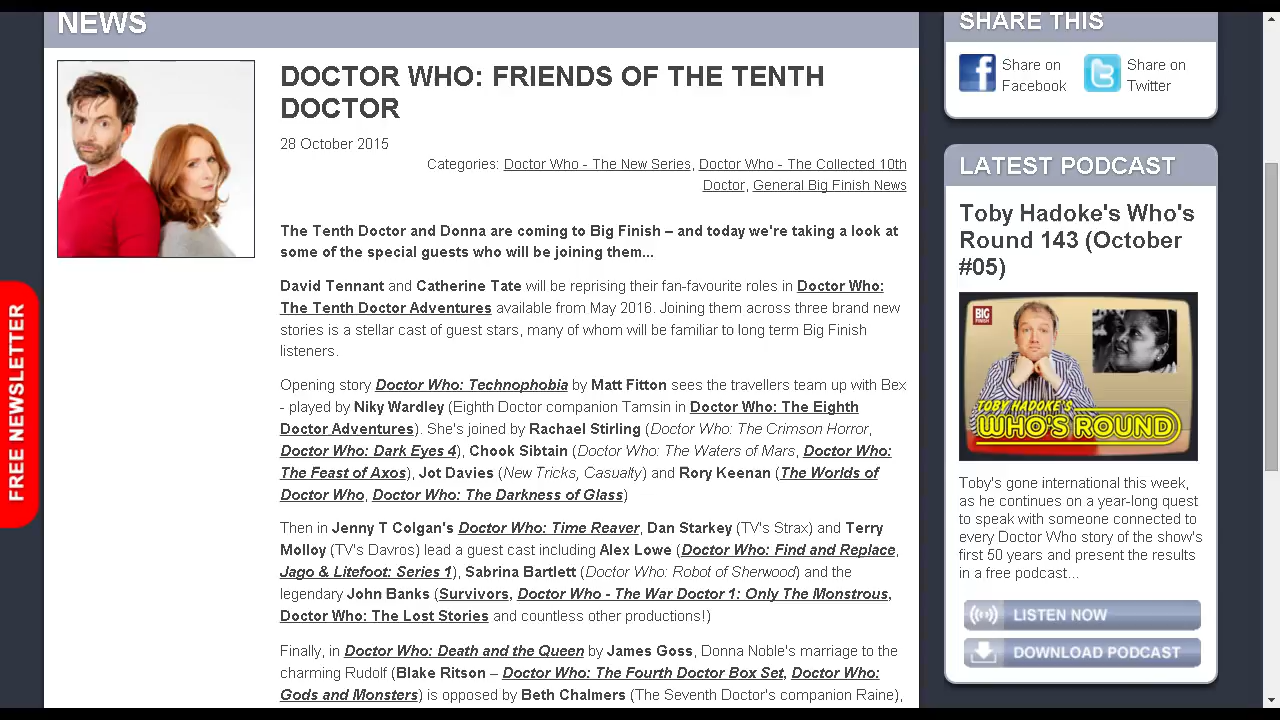 NEWS
DOCTOR WHO: FRIENDS OF THE TENTH
DOCTOR
28 October 2015
Categories: Doctor Who - The New Series, Doctor Who - The Collected 10th
Doctor, General Big Finish News
The Tenth Doctor and Donna are coming to Big Finish – and today we're taking a look at
some of the special guests who will be joining them...
David Tennant and Catherine Tate will be reprising their fan-favourite roles in Doctor Who:
The Tenth Doctor Adventures available from May 2016. Joining them across three brand new
stories is a stellar cast of guest stars, many of whom will be familiar to long term Big Finish
listeners.
Opening story Doctor Who: Technophobia by Matt Fitton sees the travellers team up with Bex
- played by Niky Wardley (Eighth Doctor companion Tamsin in Doctor Who: The Eighth
Doctor Adventures). She's joined by Rachael Stirling (Doctor Who: The Crimson Horror,
Doctor Who: Dark Eyes 4), Chook Sibtain (Doctor Who: The Waters of Mars, Doctor Who:
The Feast of Axos), Jot Davies (New Tricks, Casualty) and Rory Keenan (The Worlds of
Doctor Who, Doctor Who: The Darkness of Glass)
Then in Jenny T Colgan's Doctor Who: Time Reaver, Dan Starkey (TV's Strax) and Terry
Molloy (TV's Davros) lead a guest cast including Alex Lowe (Doctor Who: Find and Replace,
Jago & Litefoot: Series 1), Sabrina Bartlett (Doctor Who: Robot of Sherwood) and the
legendary John Banks (Survivors, Doctor Who - The War Doctor 1: Only The Monstrous,
Doctor Who: The Lost Stories and countless other productions!)
Finally, in Doctor Who: Death and the Queen by James Goss, Donna Noble's marriage to the
charming Rudolf (Blake Ritson – Doctor Who: The Fourth Doctor Box Set, Doctor Who:
Gods and Monsters) is opposed by Beth Chalmers (The Seventh Doctor's companion Raine),
FREE NEWSLETTER
SHARE THIS
Share on
Facebook
Share on
Twitter
LATEST PODCAST
Toby Hadoke's Who's
Round 143 (October
#05)
BIG
FINISH
TOBY HADOKE'S
WHO'S ROUND
Toby's gone international this week,
as he continues on a year-long quest
to speak with someone connected to
every Doctor Who story of the show's
first 50 years and present the results
in a free podcast...
LISTEN NOW
DOWNLOAD PODCAST